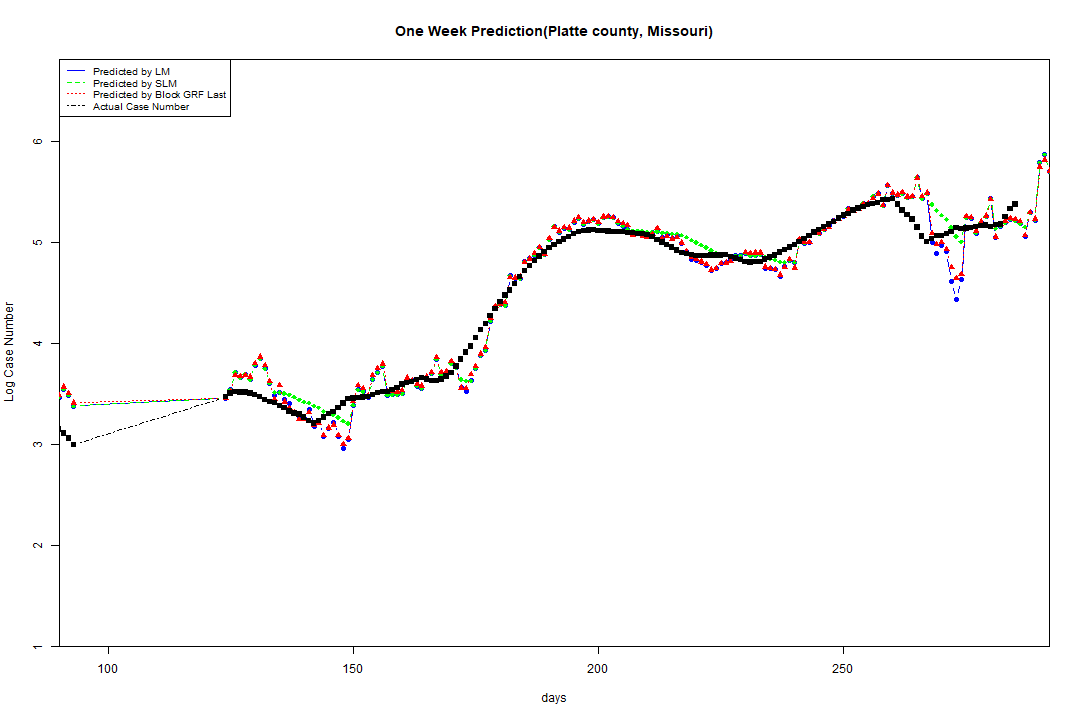 One Week Prediction(Platte county, Missouri)
Predicted by LM
Predicted by SLM
Predicted by Block GRF Last
Actual Case Number
6
5
4
3
2
1
Log Case Number
100
150
200
250
days